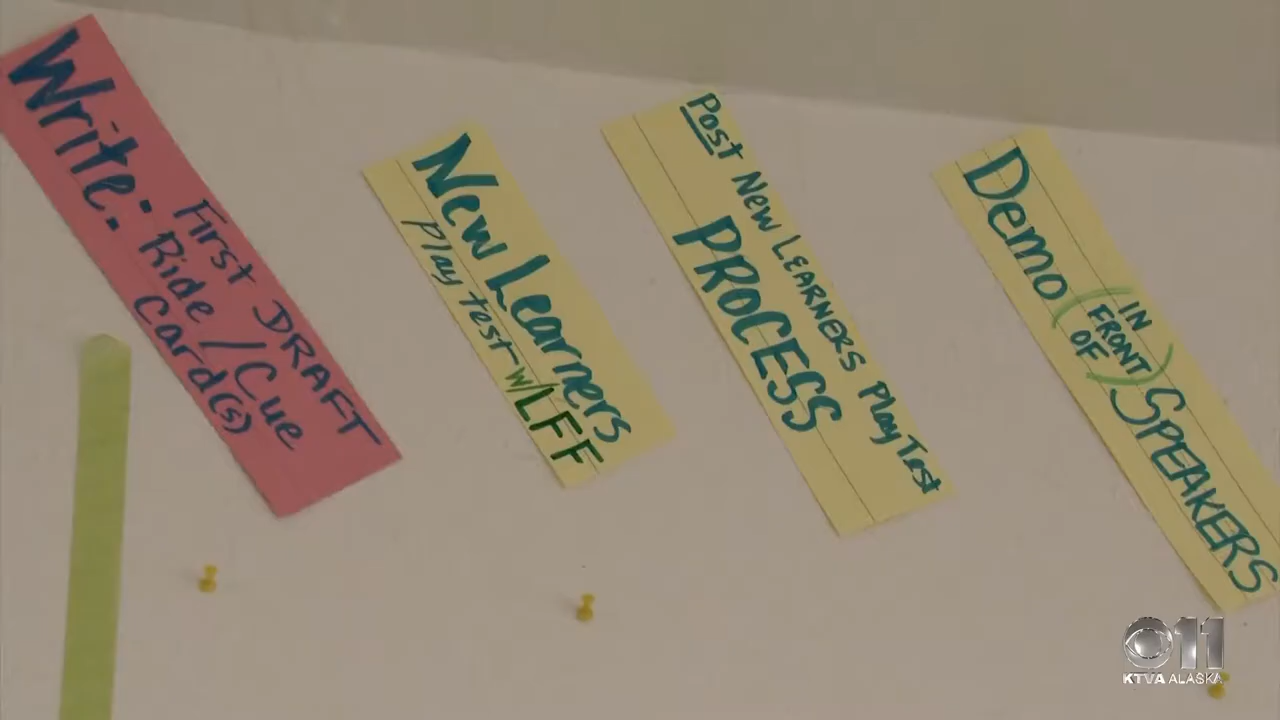 Write:
First DRAFT
Ride / Cue
Card(s)
New Learners
Play test w/LFF
Post New LEARNERS Play Test
PROCESS
Demo (IN FRONT OF) SPEAKERS
11
KTVA ALASKA